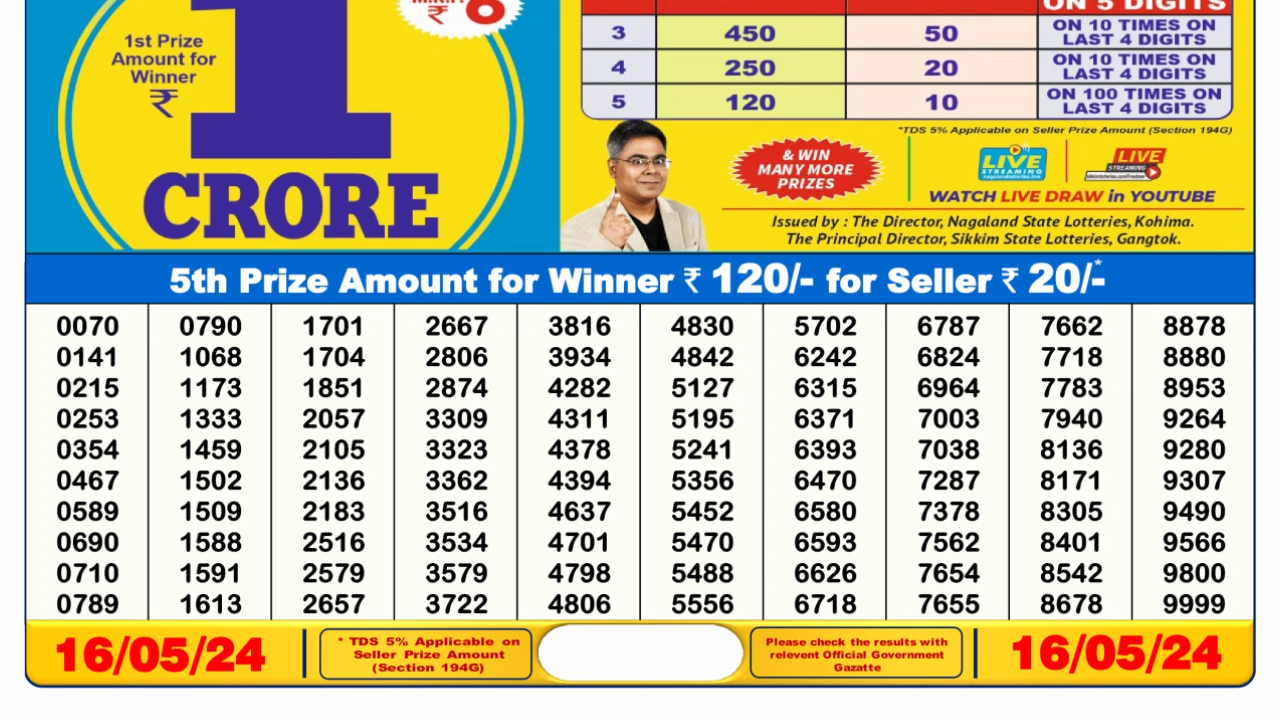 1
6
₹
1st Prize
Amount for
Winner
₹
CRORE
ON 5 DIGITS
3 450 50 ON 10 TIMES ON LAST 4 DIGITS
4 250 20 ON 10 TIMES ON LAST 4 DIGITS
5 120 10 ON 100 TIMES ON LAST 4 DIGITS
*TDS 5% Applicable on Seller Prize Amount (Section 194G)
& WIN
MANY MORE
PRIZES
LIVE
STREAMING
LIVE
STREAMING
WATCH LIVE DRAW in YOUTUBE
Issued by : The Director, Nagaland State Lotteries, Kohima.
The Principal Director, Sikkim State Lotteries, Gangtok.
5th Prize Amount for Winner ₹ 120/- for Seller ₹ 20/-*
0070 0790 1701 2667 3816 4830 5702 6787 7662 8878
0141 1068 1704 2806 3934 4842 6242 6824 7718 8880
0215 1173 1851 2874 4282 5127 6315 6964 7783 8953
0253 1333 2057 3309 4311 5195 6371 7003 7940 9264
0354 1459 2105 3323 4378 5241 6393 7038 8136 9280
0467 1502 2136 3362 4394 5356 6470 7287 8171 9307
0589 1509 2183 3516 4637 5452 6580 7378 8305 9490
0690 1588 2516 3534 4701 5470 6593 7562 8401 9566
0710 1591 2579 3579 4798 5488 6626 7654 8542 9800
0789 1613 2657 3722 4806 5556 6718 7655 8678 9999
16/05/24
* TDS 5% Applicable on
Seller Prize Amount
(Section 194G)
Please check the results with
relevent Official Government
Gazatte
16/05/24